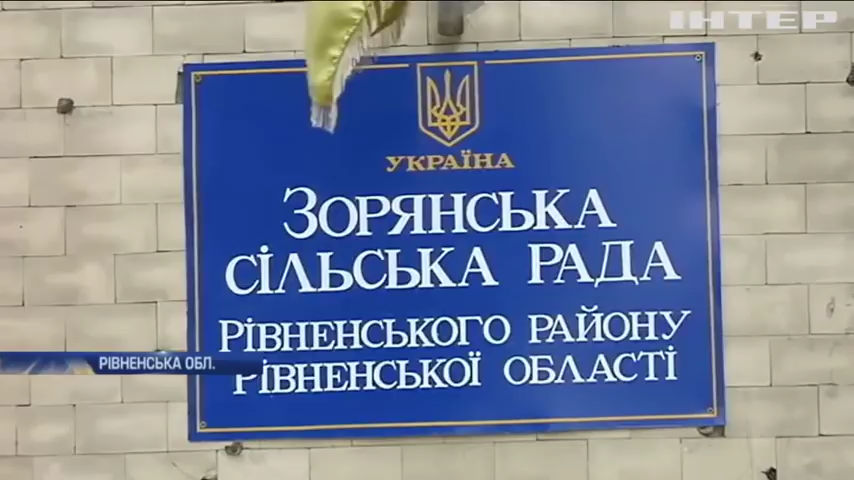 ІНТЕР
УКРАЇНА
ЗОРЯНСЬКА
СІЛЬСЬКА РАДА
РІВНЕНСЬКОГО РАЙОНУ
РІВНЕНСЬКОЇ ОБЛАСТІ
РІВНЕНСЬКА ОБЛ.